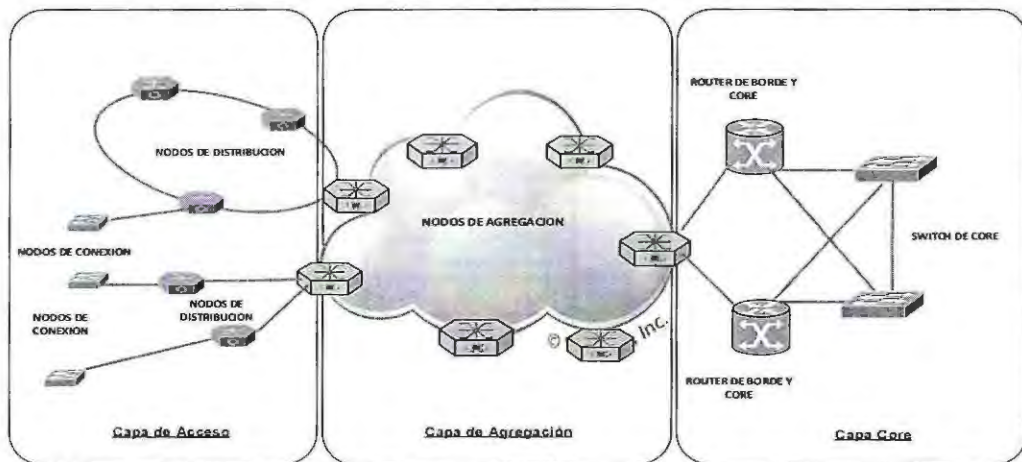 ROUTER DE BORDE Y
CORE
NODOS DE DISTRIBUCION
NODOS DE AGREGACION
NODOS DE CONEXION
SWITCH DE CORE
NODOS DE
CONEXION
NODOS DE
DISTRIBUCION
© Inc.
ROUTER DE BORDE Y
CORE
Capa de Acceso
Capa de Agregación
Capa Core